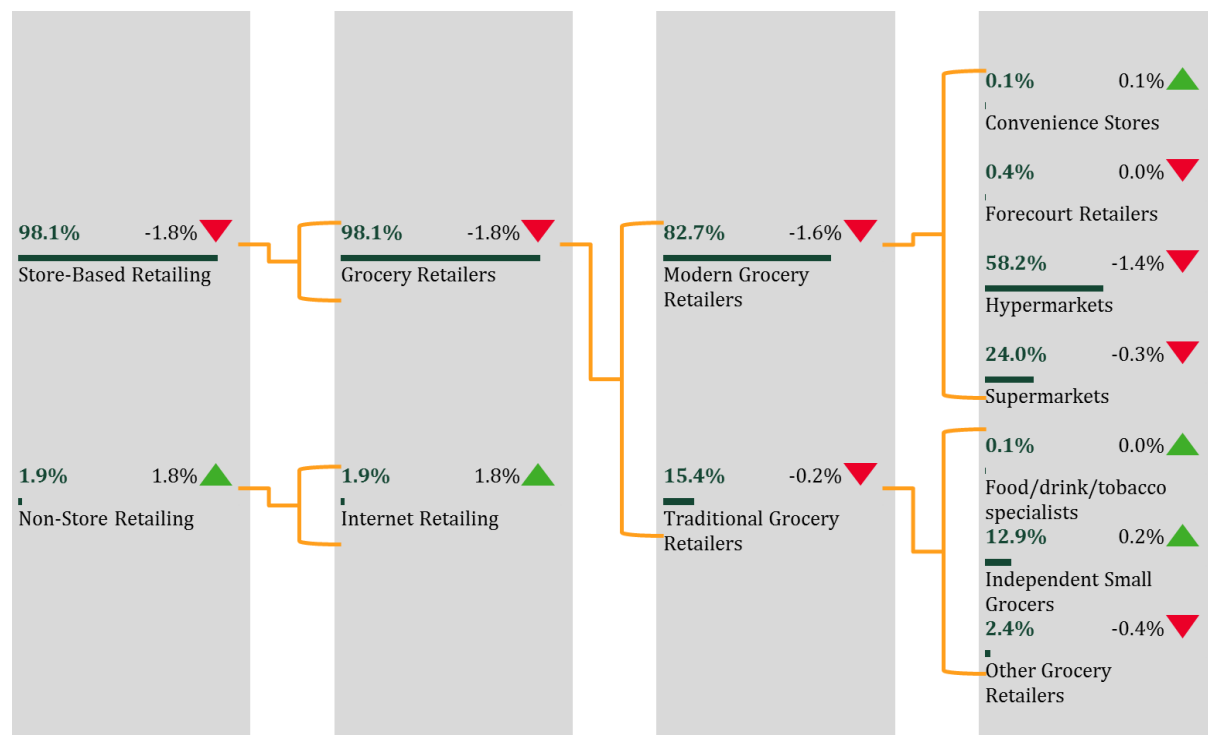 98.1% -1.8%
Store-Based Retailing
1.9% 1.8%
Non-Store Retailing
98.1% -1.8%
Grocery Retailers
1.9% 1.8%
Internet Retailing
82.7% -1.6%
Modern Grocery
Retailers
15.4% -0.2%
Traditional Grocery
Retailers
0.1% 0.1%
Convenience Stores
0.4% 0.0%
Forecourt Retailers
58.2% -1.4%
Hypermarkets
24.0% -0.3%
Supermarkets
0.1% 0.0%
Food/drink/tobacco
specialists
12.9% 0.2%
Independent Small
Grocers
2.4% -0.4%
Other Grocery
Retailers